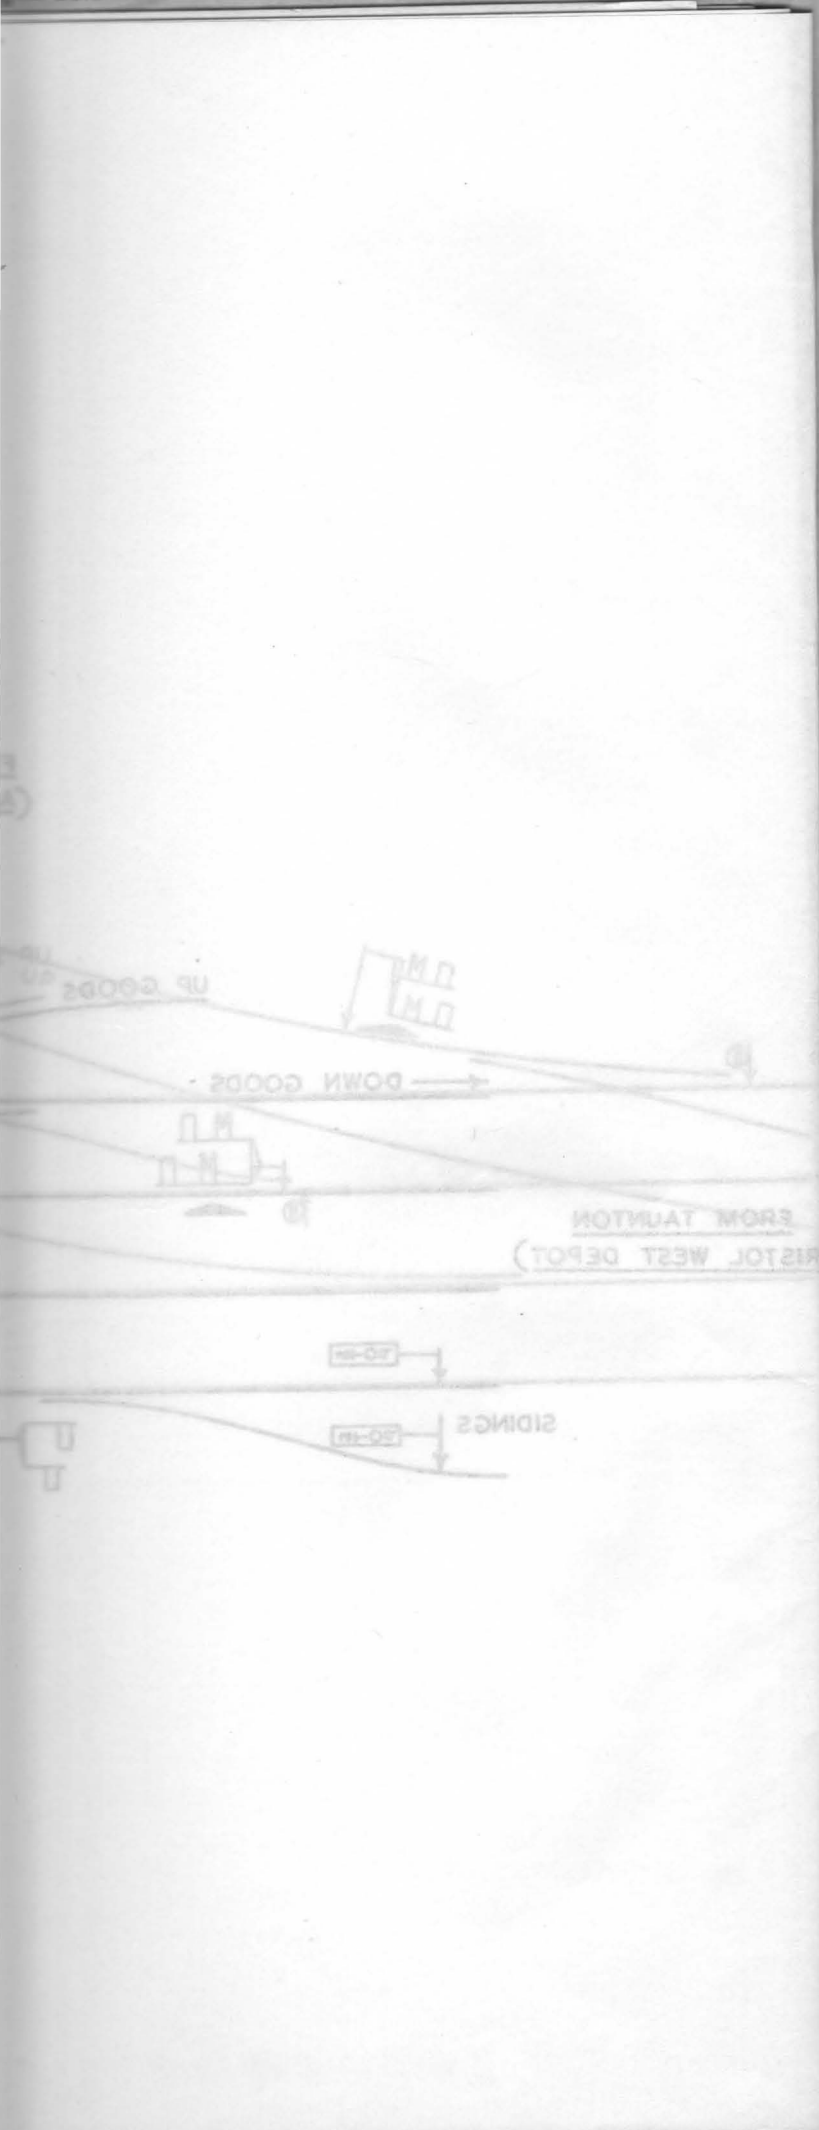 UP GOODS
M
M
DOWN GOODS
M
M
FROM TAUNTON
RISTOL WEST DEPOT)
SIDINGS